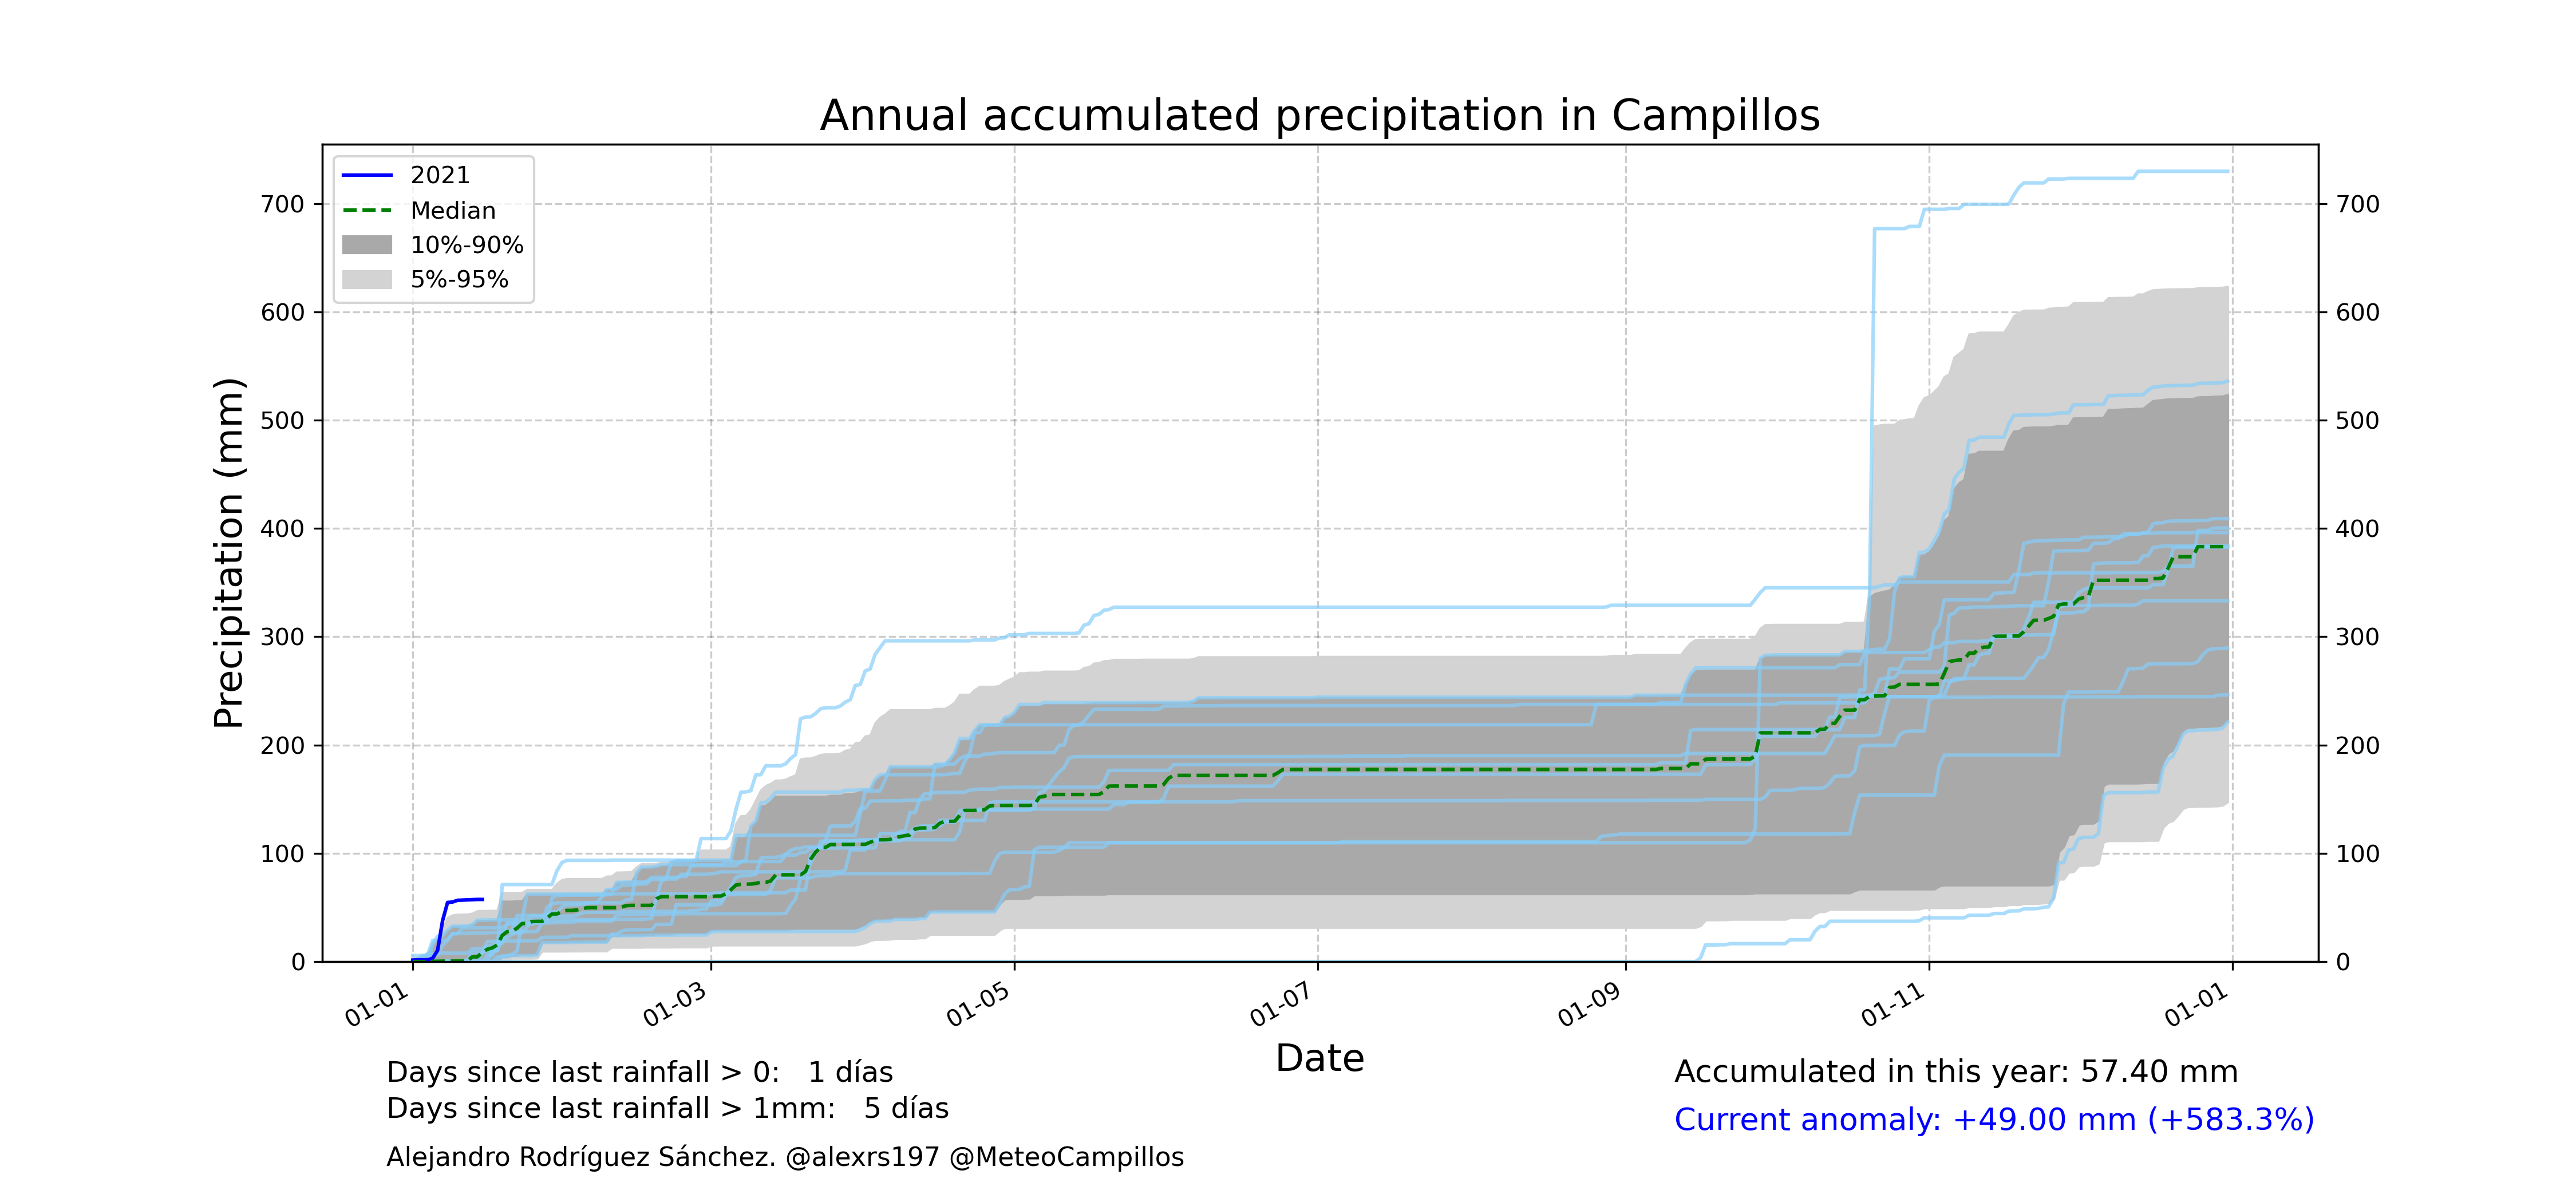 Annual accumulated precipitation in Campillos
2021
Median
10%-90%
5%-95%
Precipitation (mm)
700
600
500
400
300
200
100
0
700
600
500
400
300
200
100
0
01-01
01-03
01-05
01-07
01-09
01-11
01-01
Date
Days since last rainfall > 0: 1 días
Days since last rainfall > 1mm: 5 días
Alejandro Rodríguez Sánchez. @alexrs197 @MeteoCampillos
Accumulated in this year: 57.40 mm
Current anomaly: +49.00 mm (+583.3%)